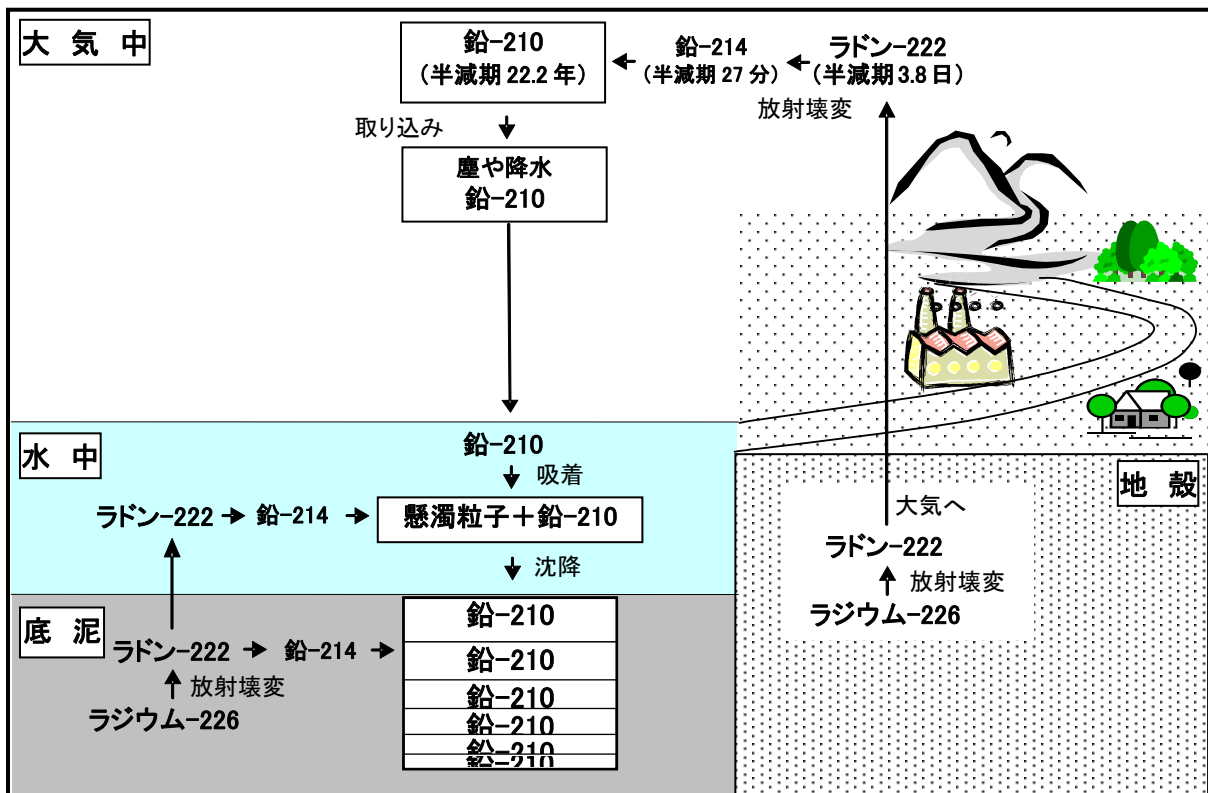 大 気 中
鉛-210
(半減期 22.2 年)
鉛-214
(半減期 27 分)
ラドン-222
(半減期 3.8 日)
放射壊変
取り込み
塵や降水
鉛-210
水 中
鉛-210
吸着
ラドン-222
鉛-214
懸濁粒子+鉛-210
沈降
地 殻
大気へ
ラドン-222
放射壊変
ラジウム-226
底 泥
ラドン-222
鉛-214
放射壊変
ラジウム-226
鉛-210
鉛-210
鉛-210
鉛-210
鉛-210
鉛-210